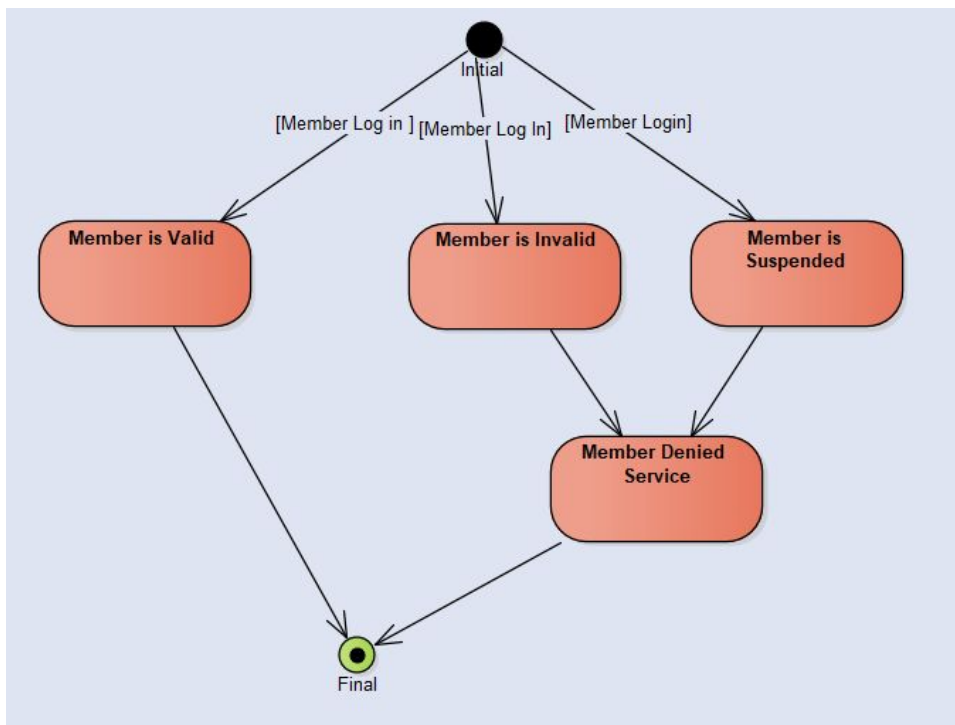 Initial
[Member Log in ]
[Member Log In]
[Member Login]
Member is Valid
Member is Invalid
Member is
Suspended
Member Denied
Service
Final